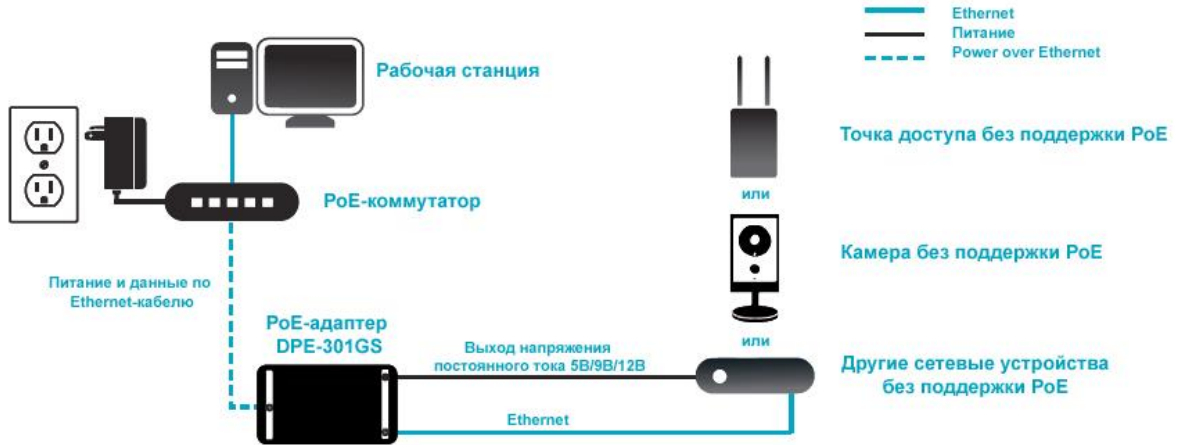 Ethernet
Питание
Power over Ethernet
Рабочая станция
Точка доступа без поддержки PoE
или
PoE-коммутатор
Камера без поддержки PoE
Питание и данные по
Ethernet-кабелю
PoE-адаптер
DPE-301GS
или
Выход напряжения
постоянного тока 5В/9В/12В
Другие сетевые устройства
без поддержки PoE
Ethernet